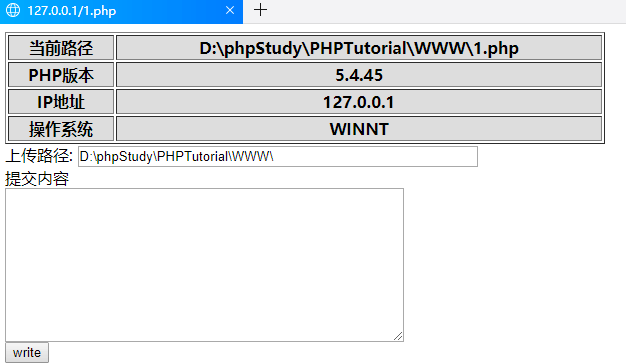 127.0.0.1/1.php
当前路径 D:\phpStudy\PHPTutorial\WWW\1.php
PHP版本 5.4.45
IP地址 127.0.0.1
操作系统 WINNT
上传路径: D:\phpStudy\PHPTutorial\WWW\
提交内容
write